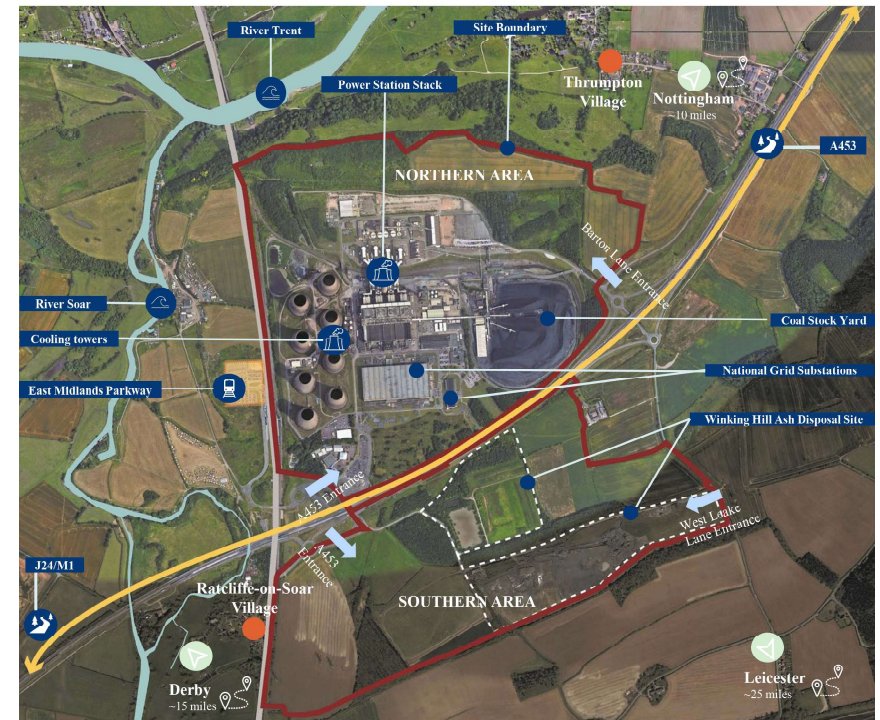 River Trent
Site Boundary
Power Station Stack
Thrumpton
Village
Nottingham
~10 miles
A453
NORTHERN AREA
Barton Lane Entrance
River Soar
Coal Stock Yard
Cooling towers
National Grid Substations
East Midlands Parkway
Winking Hill Ash Disposal Site
A453 Entrance
West Leake
Lane Entrance
A453
Entrance
J24/M1
Ratcliffe-on-Soar
Village
SOUTHERN AREA
Derby
~15 miles
Leicester
~25 miles